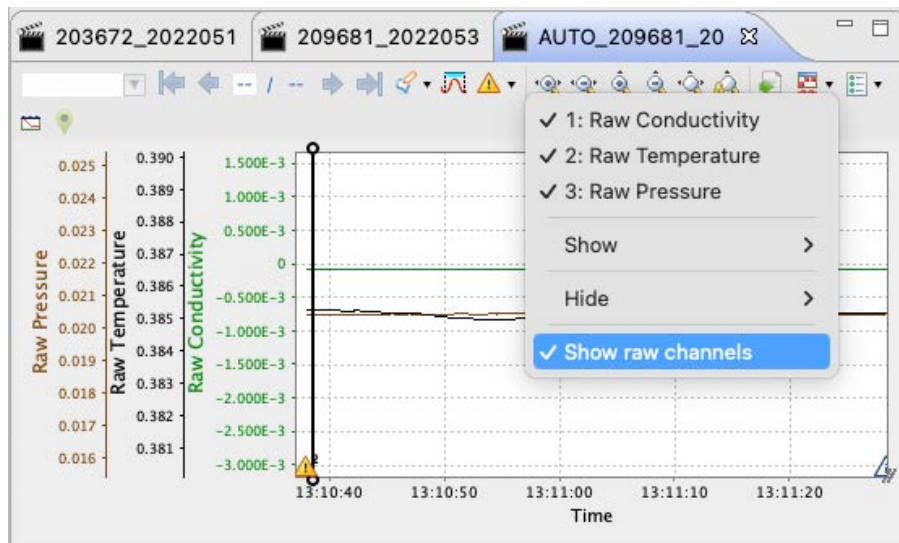 203672_2022051 209681_2022053 AUTO_209681_20
-- / --
✓ 1: Raw Conductivity
✓ 2: Raw Temperature
✓ 3: Raw Pressure
Show >
Hide >
✓ Show raw channels
Raw Pressure
0.025
0.024
0.023
0.022
0.021
0.020
0.019
0.018
0.017
0.016
Raw Temperature
0.390
0.389
0.388
0.387
0.386
0.385
0.384
0.383
0.382
0.381
Raw Conductivity
1.500E-3
1.000E-3
0.500E-3
0
-0.500E-3
-1.000E-3
-1.500E-3
-2.000E-3
-2.500E-3
-3.000E-3
13:10:40 13:10:50 13:11:00 13:11:10 13:11:20
Time